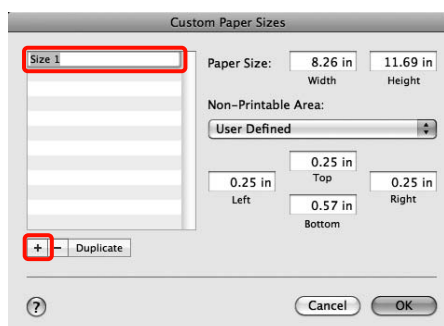 Custom Paper Sizes
Size 1
Paper Size:
8.26 in
11.69 in
Width
Height
Non-Printable Area:
User Defined
0.25 in
Top
0.25 in
0.25 in
Left
Right
0.57 in
Bottom
+ − Duplicate
? Cancel OK